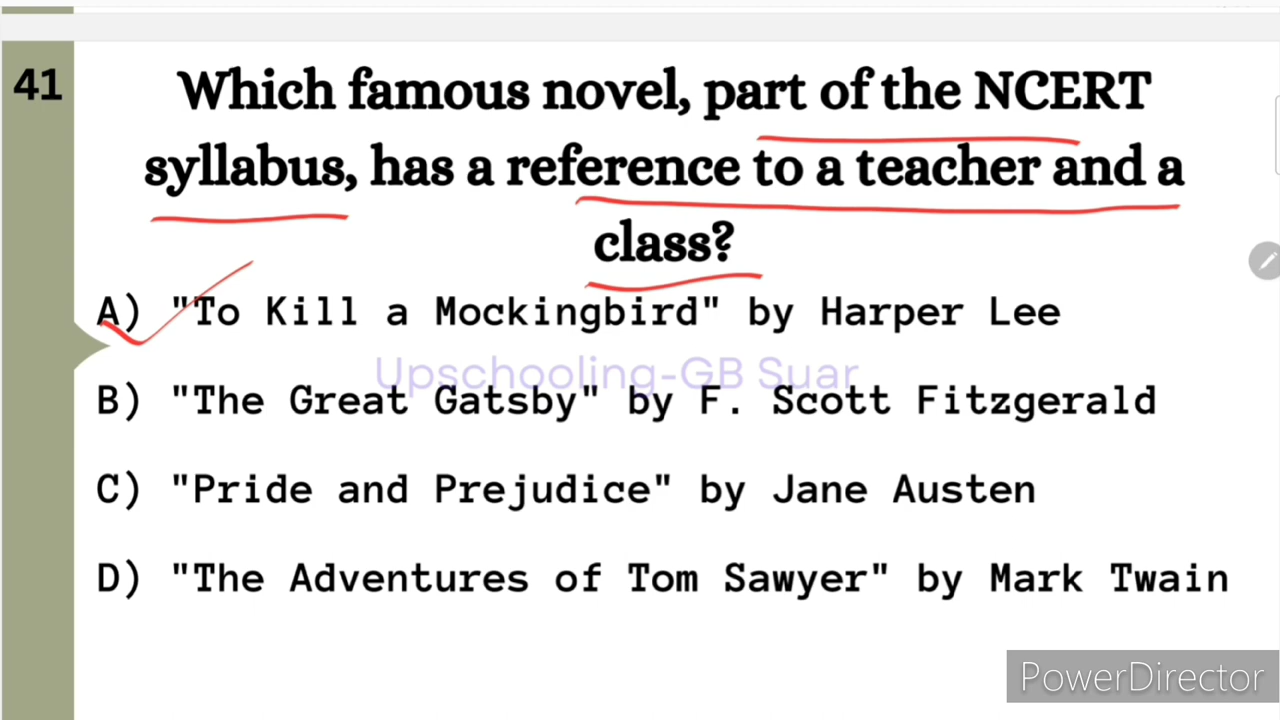 41
Which famous novel, part of the NCERT
syllabus, has a reference to a teacher and a
class?
A) "To Kill a Mockingbird" by Harper Lee
Upschooling-GB Suar
B) "The Great Gatsby" by F. Scott Fitzgerald
C) "Pride and Prejudice" by Jane Austen
D) "The Adventures of Tom Sawyer" by Mark Twain
PowerDirector